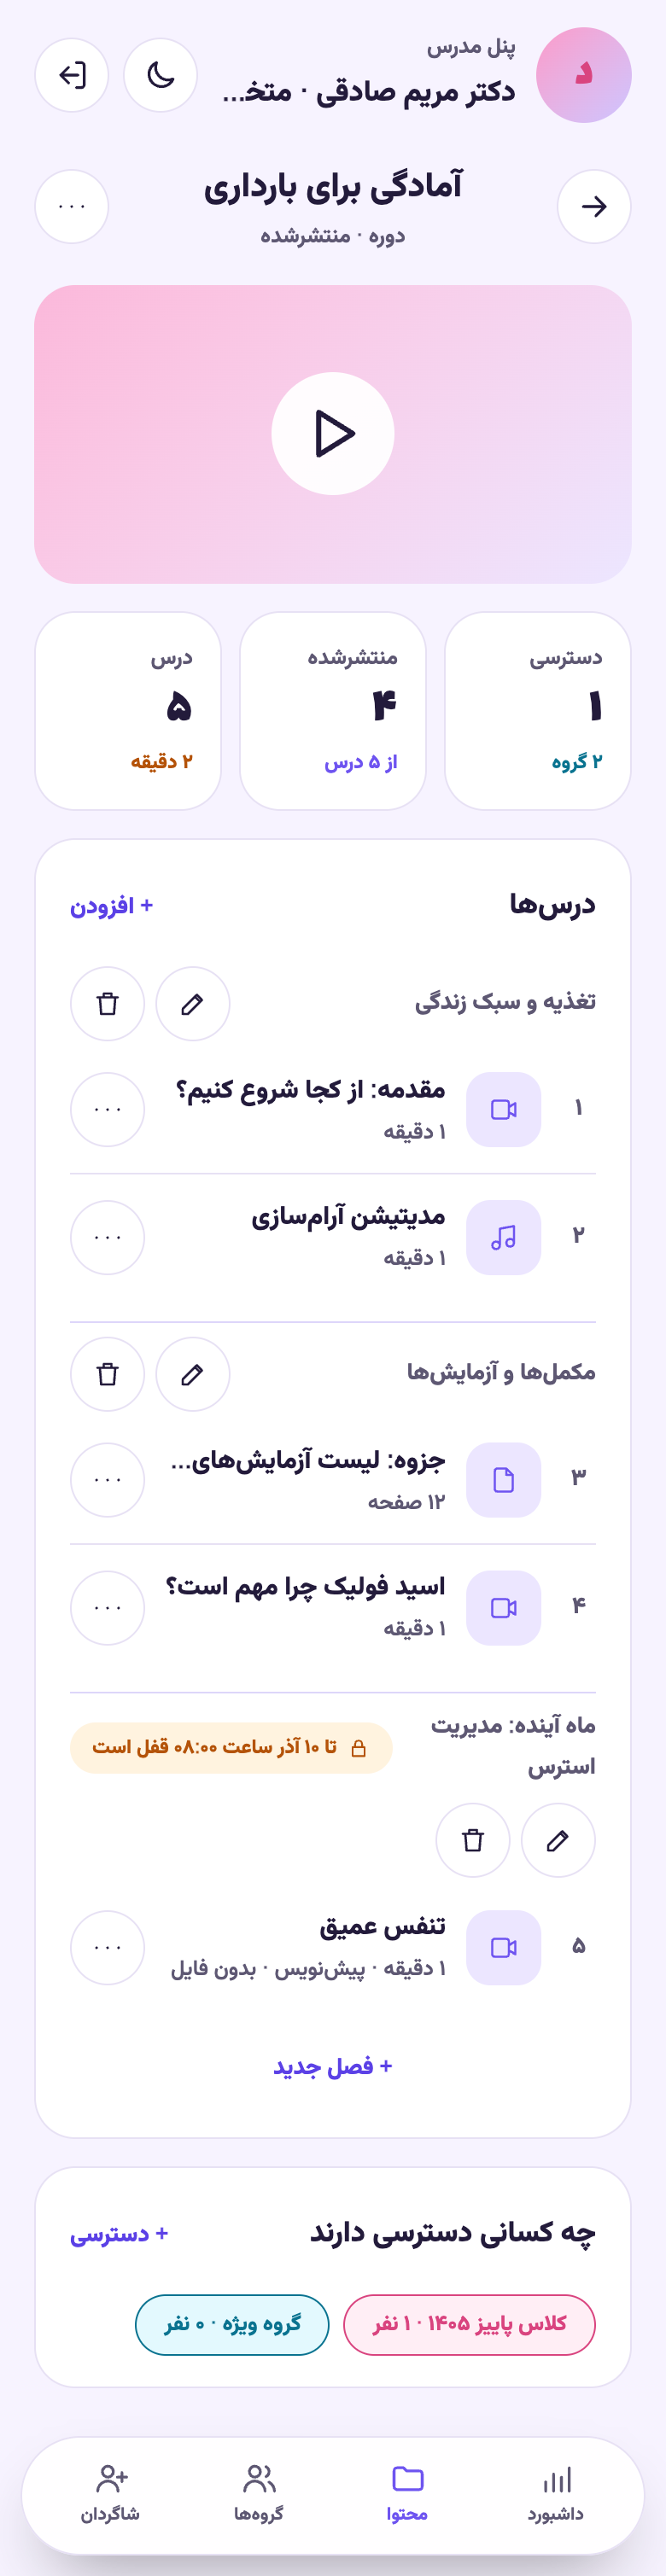 د
پنل مدرس
دکتر مریم صادقی · متخ...
آمادگی برای بارداری
دوره · منتشرشده
دسترسی
۱
۲ گروه
منتشرشده
۴
از ۵ درس
درس
۵
۲ دقیقه
درس‌ها
+ افزودن
تغذیه و سبک زندگی
۱
مقدمه: از کجا شروع کنیم؟
۱ دقیقه
۲
مدیتیشن آرام‌سازی
۱ دقیقه
مکمل‌ها و آزمایش‌ها
۳
جزوه: لیست آزمایش‌های...
۱۲ صفحه
۴
اسید فولیک چرا مهم است؟
۱ دقیقه
ماه آینده: مدیریت
استرس
تا ۱۰ آذر ساعت ۰۸:۰۰ قفل است
۵
تنفس عمیق
۱ دقیقه · پیش‌نویس · بدون فایل
+ فصل جدید
چه کسانی دسترسی دارند
+ دسترسی
کلاس پاییز ۱۴۰۵ · ۱ نفر
گروه ویژه · ۰ نفر
داشبورد
محتوا
گروه‌ها
شاگردان